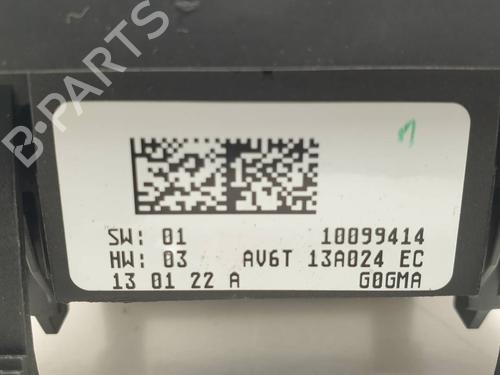 B-PARTS
SW: 01 10099414
HW: 03 AV6T 13A024 EC
13 01 22 A G0GMA